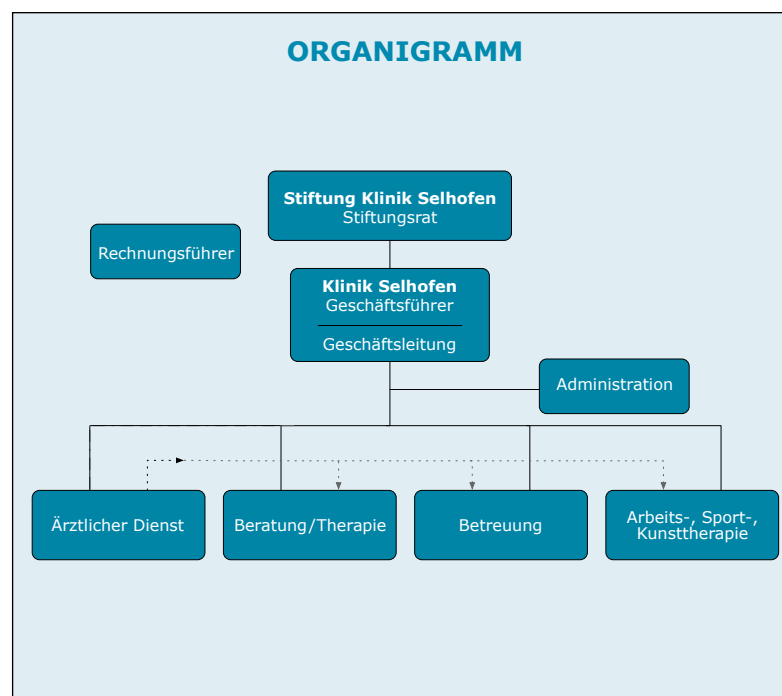 ORGANIGRAMM
Stiftung Klinik Selhofen
Stiftungsrat
Rechnungsführer
Klinik Selhofen
Geschäftsführer
Geschäftsleitung
Administration
Ärztlicher Dienst
Beratung/Therapie
Betreuung
Arbeits-, Sport-,
Kunsttherapie